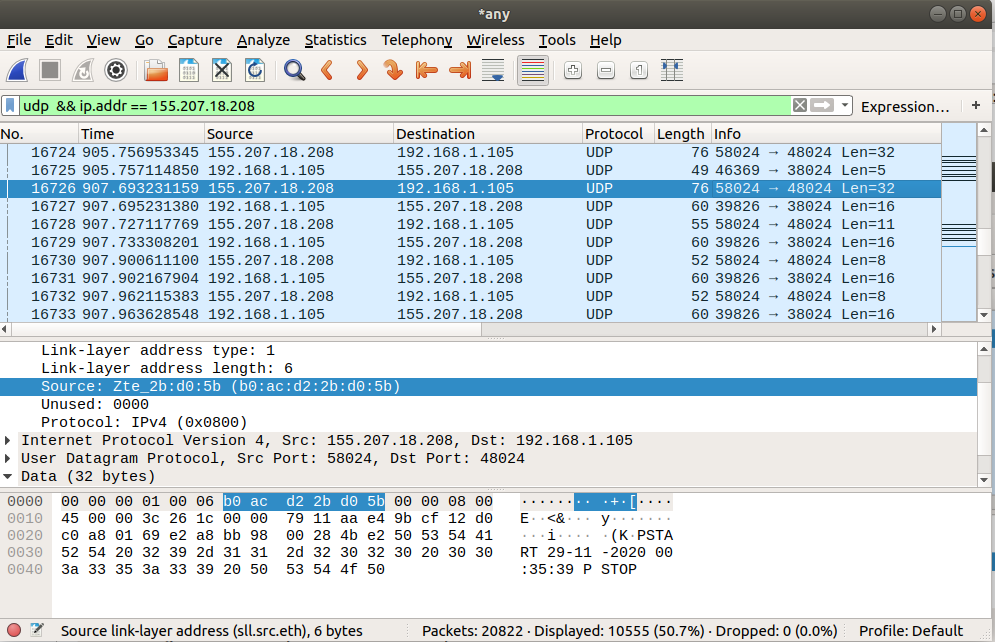 *any
File Edit View Go Capture Analyze Statistics Telephony Wireless Tools Help
udp && ip.addr == 155.207.18.208 Expression… +
No. Time Source Destination Protocol Length Info
16724 905.756953345 155.207.18.208 192.168.1.105 UDP 76 58024 → 48024 Len=32
16725 905.757114850 192.168.1.105 155.207.18.208 UDP 49 46369 → 38024 Len=5
16726 907.693231159 155.207.18.208 192.168.1.105 UDP 76 58024 → 48024 Len=32
16727 907.695231380 192.168.1.105 155.207.18.208 UDP 60 39826 → 38024 Len=16
16728 907.727117769 155.207.18.208 192.168.1.105 UDP 55 58024 → 48024 Len=11
16729 907.733308201 192.168.1.105 155.207.18.208 UDP 60 39826 → 38024 Len=16
16730 907.900611100 155.207.18.208 192.168.1.105 UDP 52 58024 → 48024 Len=8
16731 907.902167904 192.168.1.105 155.207.18.208 UDP 60 39826 → 38024 Len=16
16732 907.962115383 155.207.18.208 192.168.1.105 UDP 52 58024 → 48024 Len=8
16733 907.963628548 192.168.1.105 155.207.18.208 UDP 60 39826 → 38024 Len=16
Link-layer address type: 1
Link-layer address length: 6
Source: Zte_2b:d0:5b (b0:ac:d2:2b:d0:5b)
Unused: 0000
Protocol: IPv4 (0x0800)
Internet Protocol Version 4, Src: 155.207.18.208, Dst: 192.168.1.105
User Datagram Protocol, Src Port: 58024, Dst Port: 48024
Data (32 bytes)
0000 00 00 00 01 00 06 b0 ac d2 2b d0 5b 00 00 08 00 ········ ·+·[····
0010 45 00 00 3c 26 1c 00 00 79 11 aa e4 9b cf 12 d0 E··<&··· y·······
0020 c0 a8 01 69 e2 a8 bb 98 00 28 4b e2 50 53 54 41 ···i···· ·(K·PSTA
0030 52 54 20 32 39 2d 31 31 2d 32 30 32 30 20 30 30 RT 29-11 -2020 00
0040 3a 33 35 3a 33 39 20 50 53 54 4f 50 :35:39 P STOP
Source link-layer address (sll.src.eth), 6 bytes Packets: 20822 · Displayed: 10555 (50.7%) · Dropped: 0 (0.0%) Profile: Default